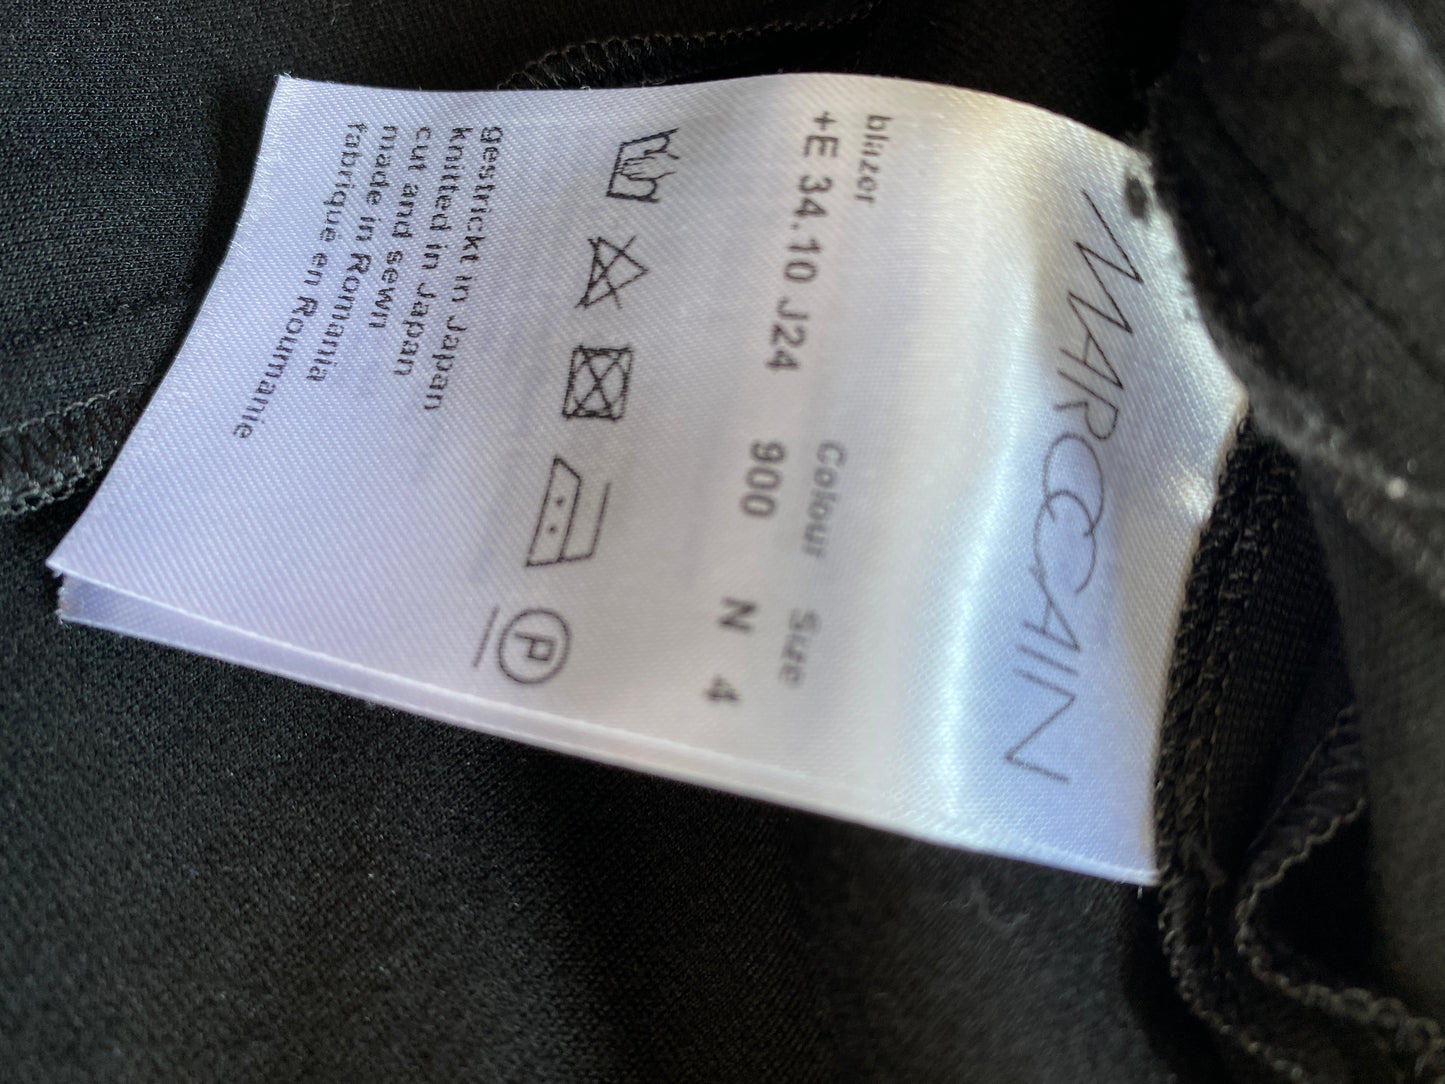 MARCCAIN
blazer Colour Size
+E 34.10 J24 900 N 4
P
gestrickt in Japan
knitted in Japan
cut and sewn
made in Romania
fabriqué en Roumanie